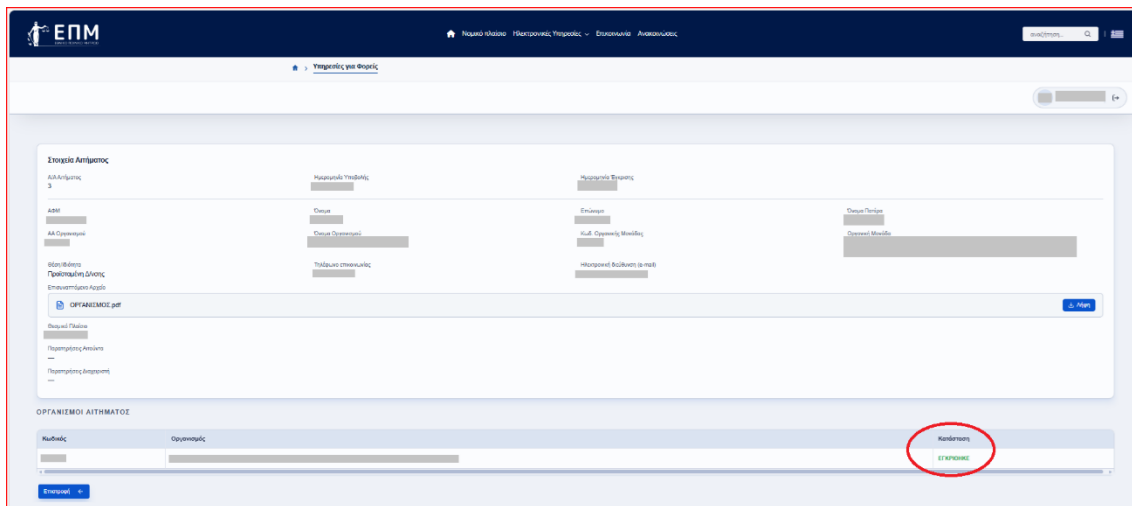 ΕΠΜ
Νομικό πλαίσιο Ηλεκτρονικές Υπηρεσίες Επικοινωνία Ανακοινώσεις
αναζήτηση...
Υπηρεσίες για Φορείς
Στοιχεία Αιτήματος
Α/Α Αιτήματος Ημερομηνία Υποβολής Ημερομηνία Έγκρισης
3
ΑΦΜ Όνομα Επώνυμο Όνομα Πατέρα
ΑΑ Οργανισμού Όνομα Οργανισμού Κωδ. Οργανικής Μονάδας Οργανική Μονάδα
Θέση/Ιδιότητα Τηλέφωνο επικοινωνίας Ηλεκτρονική διεύθυνση (e-mail)
Προϊσταμένη Δ/νσης
Επισυναπτόμενο Αρχείο
ΟΡΓΑΝΙΣΜΟΣ.pdf Λήψη
Θεσμικό Πλαίσιο
Παρατηρήσεις Αιτούντα
—
Παρατηρήσεις Διαχειριστή
—
ΟΡΓΑΝΙΣΜΟΙ ΑΙΤΗΜΑΤΟΣ
Κωδικός Οργανισμός Κατάσταση
ΕΓΚΡΙΘΗΚΕ
Επιστροφή